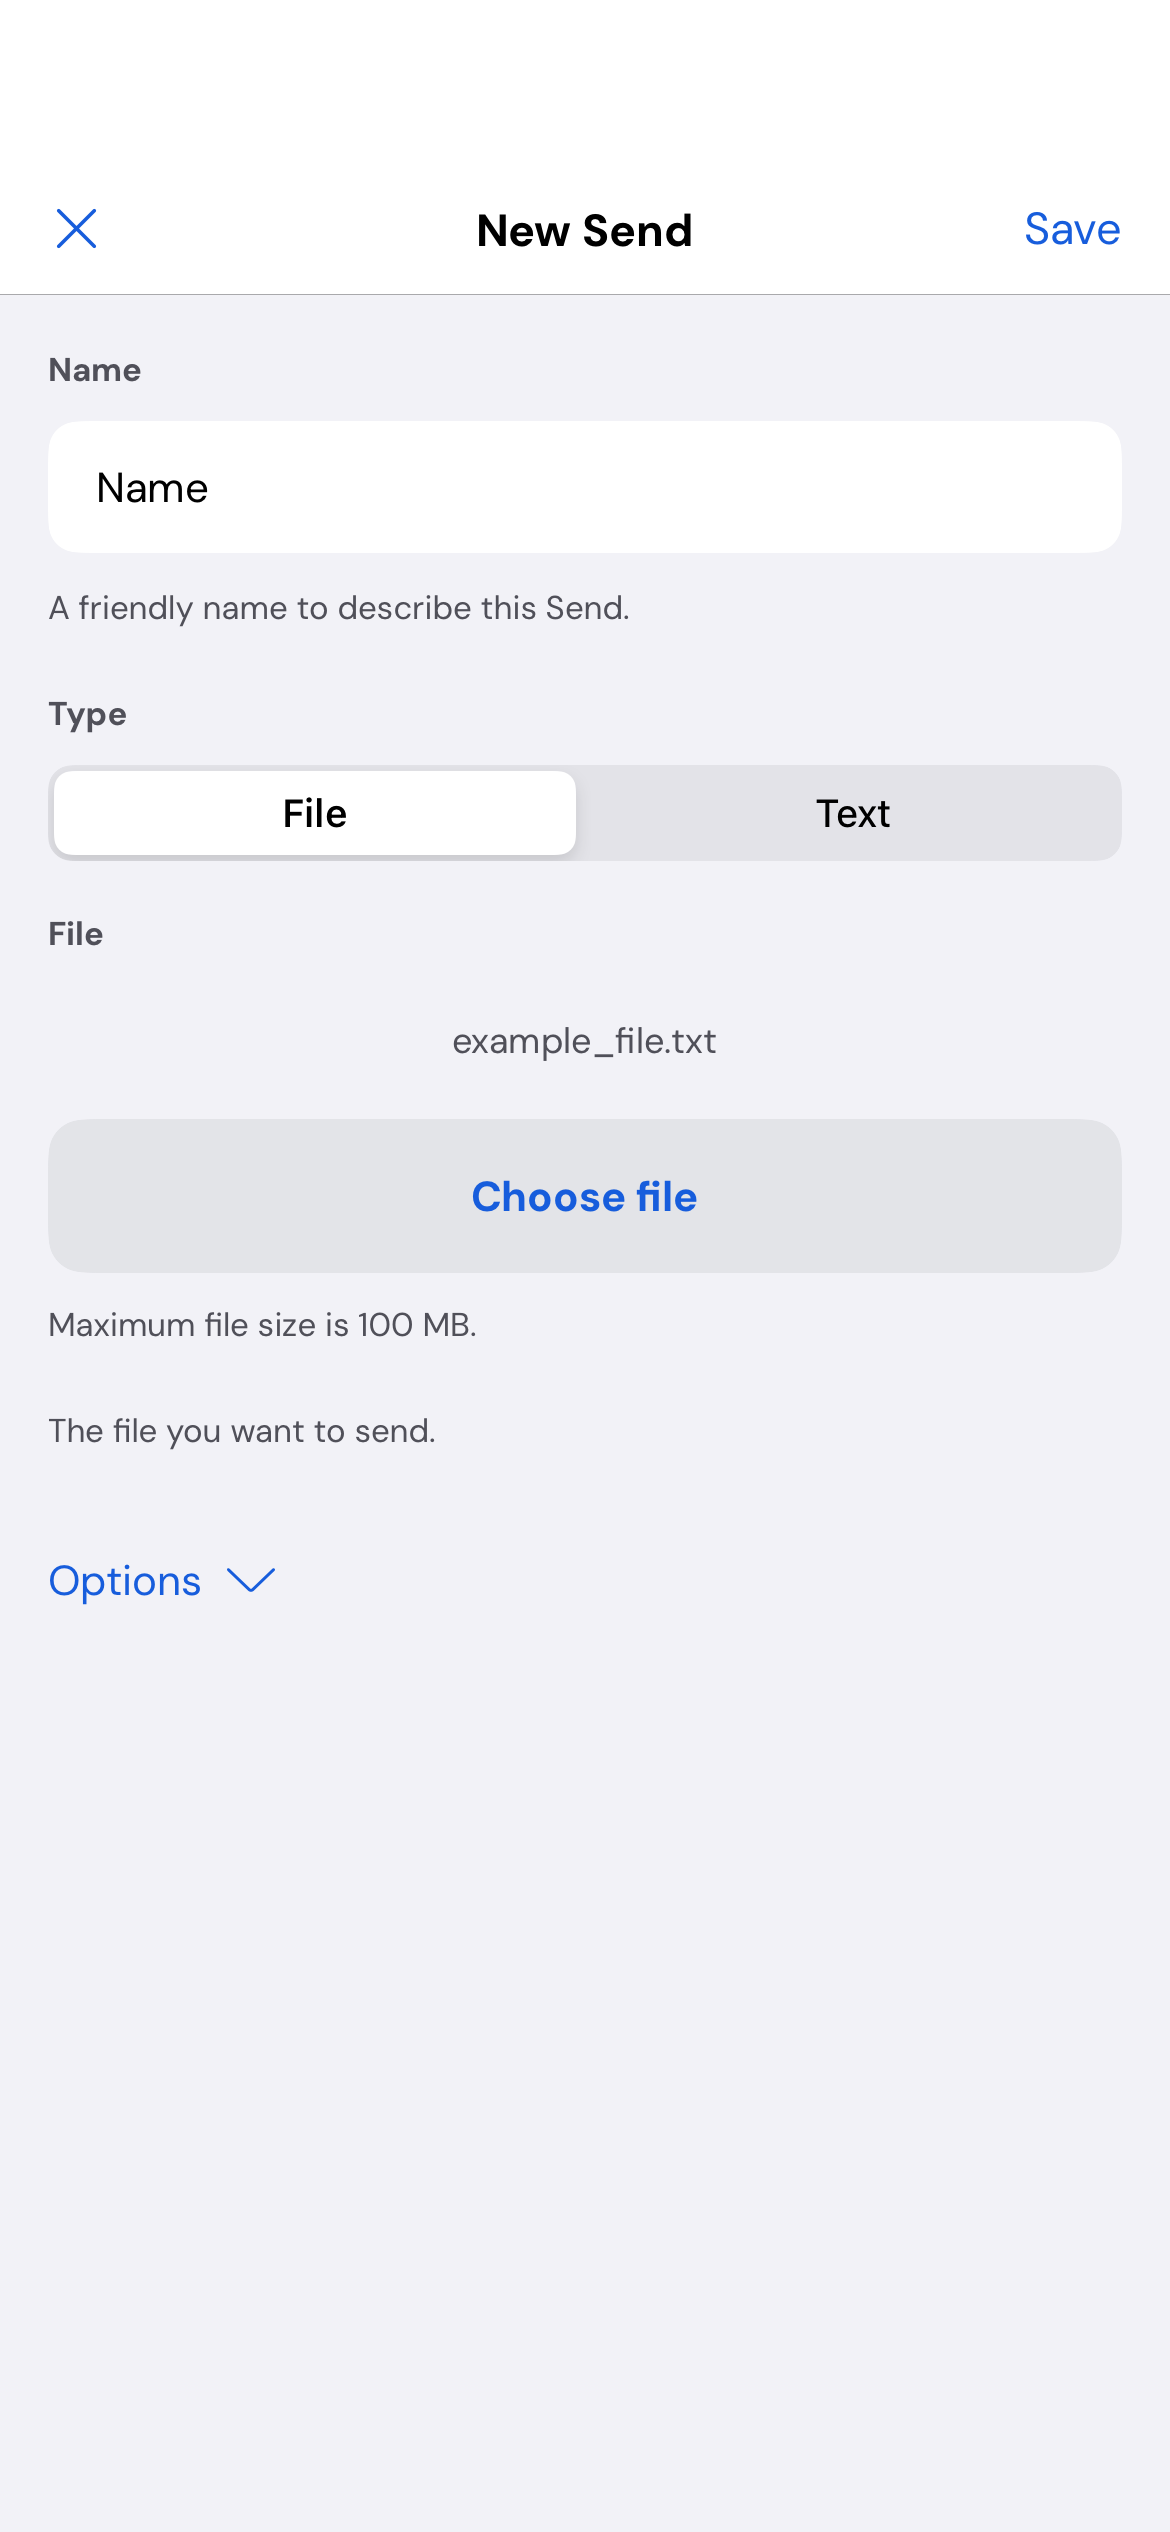 New Send
Save
Name
Name
A friendly name to describe this Send.
Type
File
Text
File
example_file.txt
Choose file
Maximum file size is 100 MB.
The file you want to send.
Options